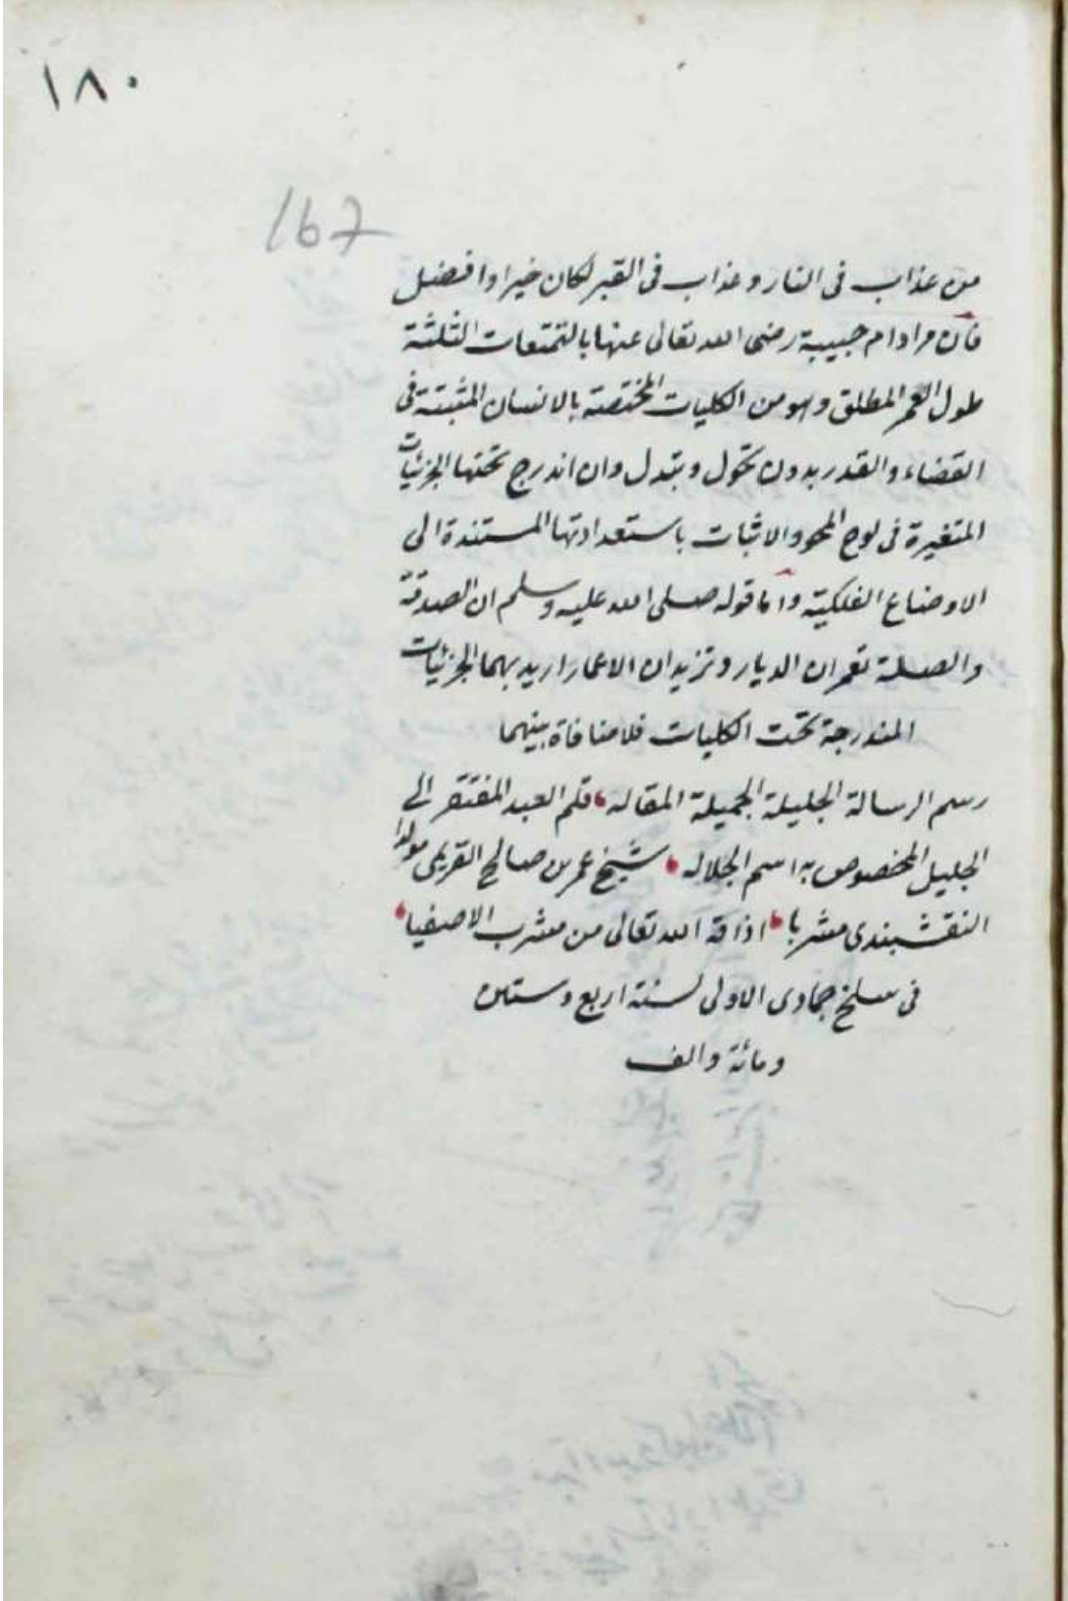 ١٨٠
167
من عذاب فى النار وعذاب فى القبر لكان خيرا وافضل
فان مراد ام حبيبة رضى الله تعالى عنها بالتمتعات الثلثة
طول العمر المطلق وهو من الكليات المختصة بالانسان المثبتة فى
القضاء والقدر بدون تحول وتبدل وان اندرج تحتها الجزئيات
المتغيرة فى لوح المحو والاثبات باستعداداتها المستندة الى
الاوضاع الفلكية واما قوله صلى الله عليه وسلم ان الصدقة
والصلة تعمران الديار وتزيدان الاعمار اريد بهما الجزئيات
المندرجة تحت الكليات فلا منافاة بينهما
رسم الرسالة الجليلة الجميلة المقاله قلم العبد المفتقر الى
الجليل المخصوص به اسم الجلاله شيخ عمر بن صالح القريمى مولدا
النقشبندى مشربا اذاقه الله تعالى من مشرب الاصفيا
فى سلخ جمادى الاولى لسنة اربع وستين
ومائة والف